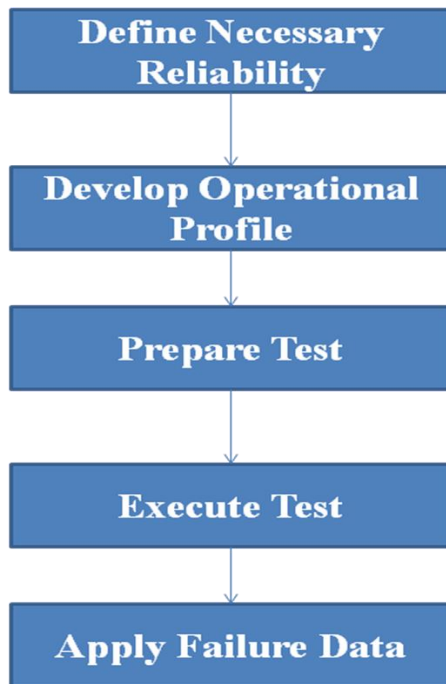 Define Necessary
Reliability
Develop Operational
Profile
Prepare Test
Execute Test
Apply Failure Data